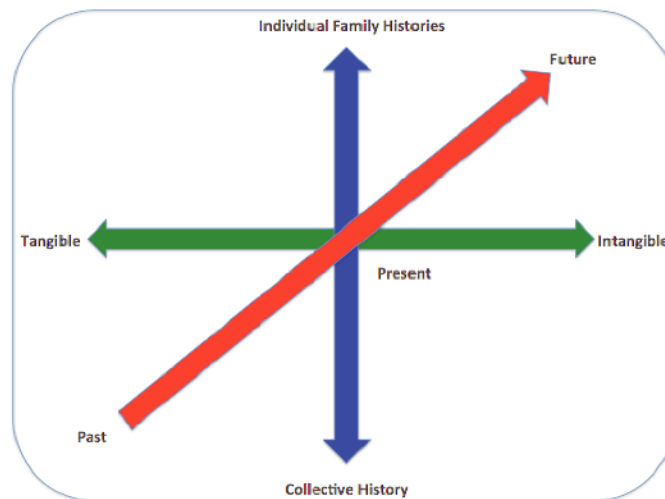 Individual Family Histories
Future
Tangible
Intangible
Present
Past
Collective History